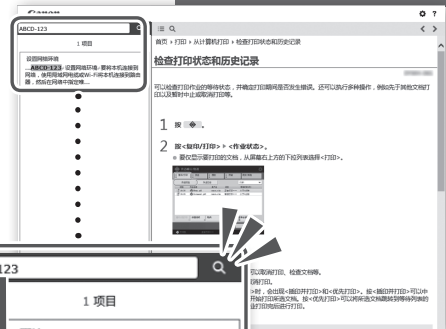 Canon
ABCD-123
1 项目
设置网络环境
...ABCD-123 - 设置网络环境 - 要将本机连接到
网络，使用局域网电缆或Wi-Fi将本机连接到路由
器，然后在网络中指定唯...
首页 › 打印 › 从计算机打印 › 检查打印状态和历史记录
检查打印状态和历史记录
可以检查打印作业的等待状态，并确定打印期间是否发生错误。还可以执行多种操作，例如先于其他文档打
印以及暂时中止或取消打印等。
1 按
2 按<复印/打印> <作业状态>。
要仅显示要打印的文档，从屏幕右上方的下拉列表选择<打印>。
123
1 项目
可以取消打印、检查文档等。
>时，会出现<插印并打印>和<优先打印>。按<插印并打印>可以中
开始打印所选文档。按<优先打印>可以将所选文档跳转到等待列表的
业打印完后进行打印。